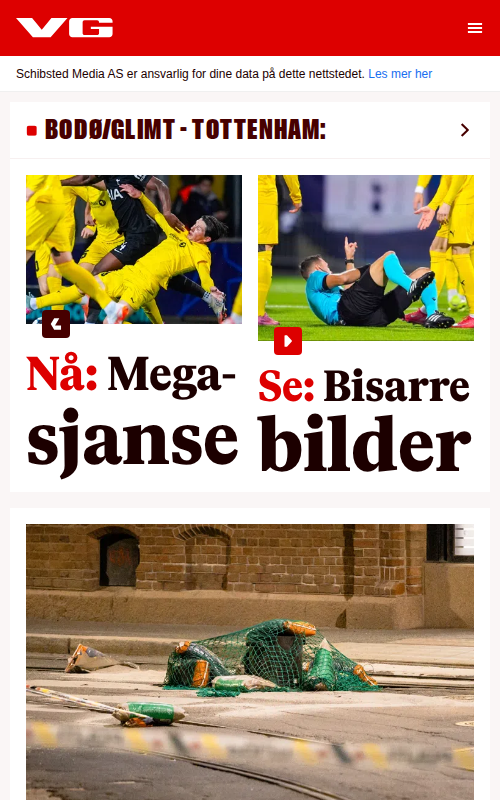 VG
Schibsted Media AS er ansvarlig for dine data på dette nettstedet. Les mer her
BODØ/GLIMT - TOTTENHAM:
Nå: Mega-
sjanse
Se: Bisarre
bilder